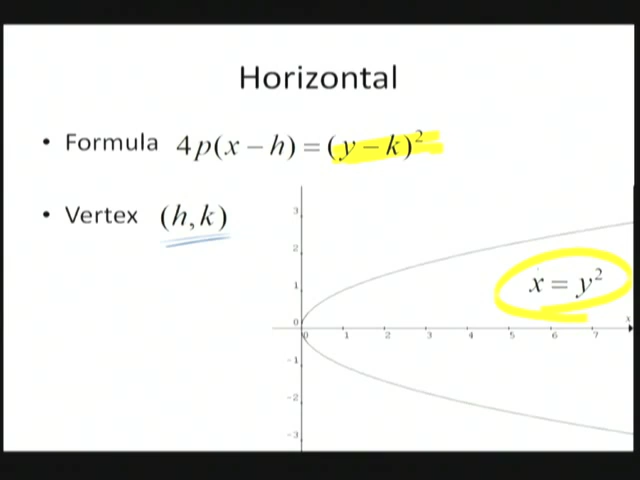 Horizontal
• Formula 4p(x − h) = (y − k)²
• Vertex (h, k)
x = y²
3
2
1
0
-1
-2
-3
0 1 2 3 4 5 6 7
x